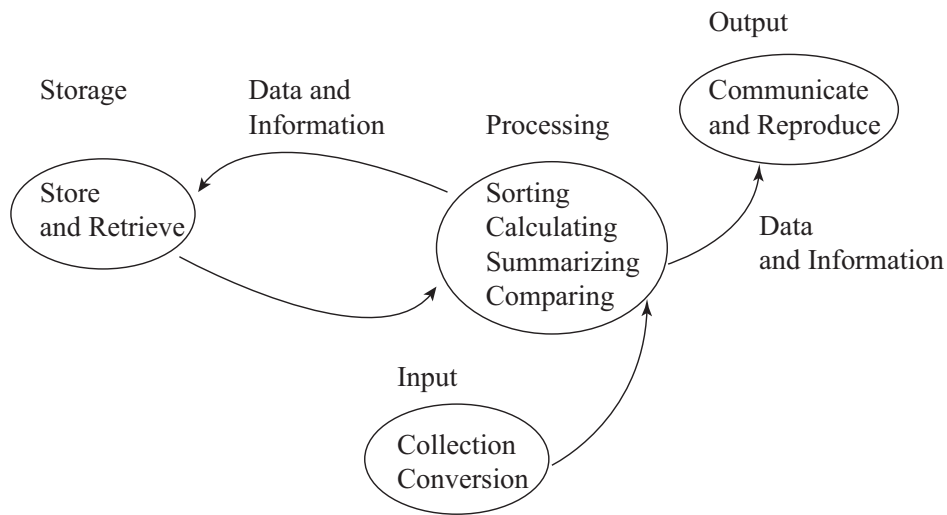 Output
Communicate
and Reproduce
Storage
Data and
Information
Processing
Store
and Retrieve
Sorting
Calculating
Summarizing
Comparing
Data
and Information
Input
Collection
Conversion